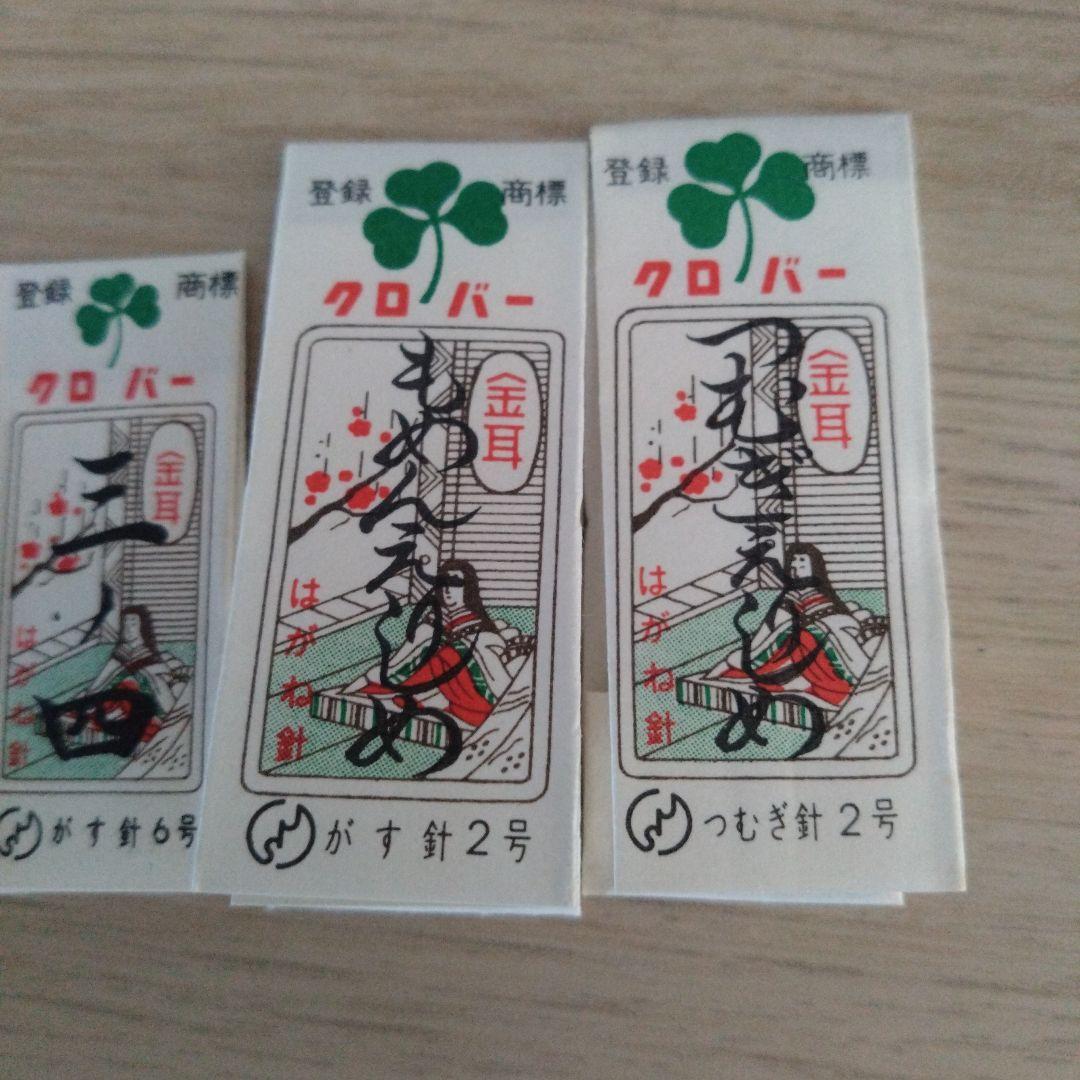 登録 商標
クロバー
金耳
三ノ四
はがね針
がす針6号
登録 商標
クロバー
金耳
もめんえりしめ
はがね針
がす針2号
登録 商標
クロバー
金耳
つむぎえりしめ
はがね針
つむぎ針2号